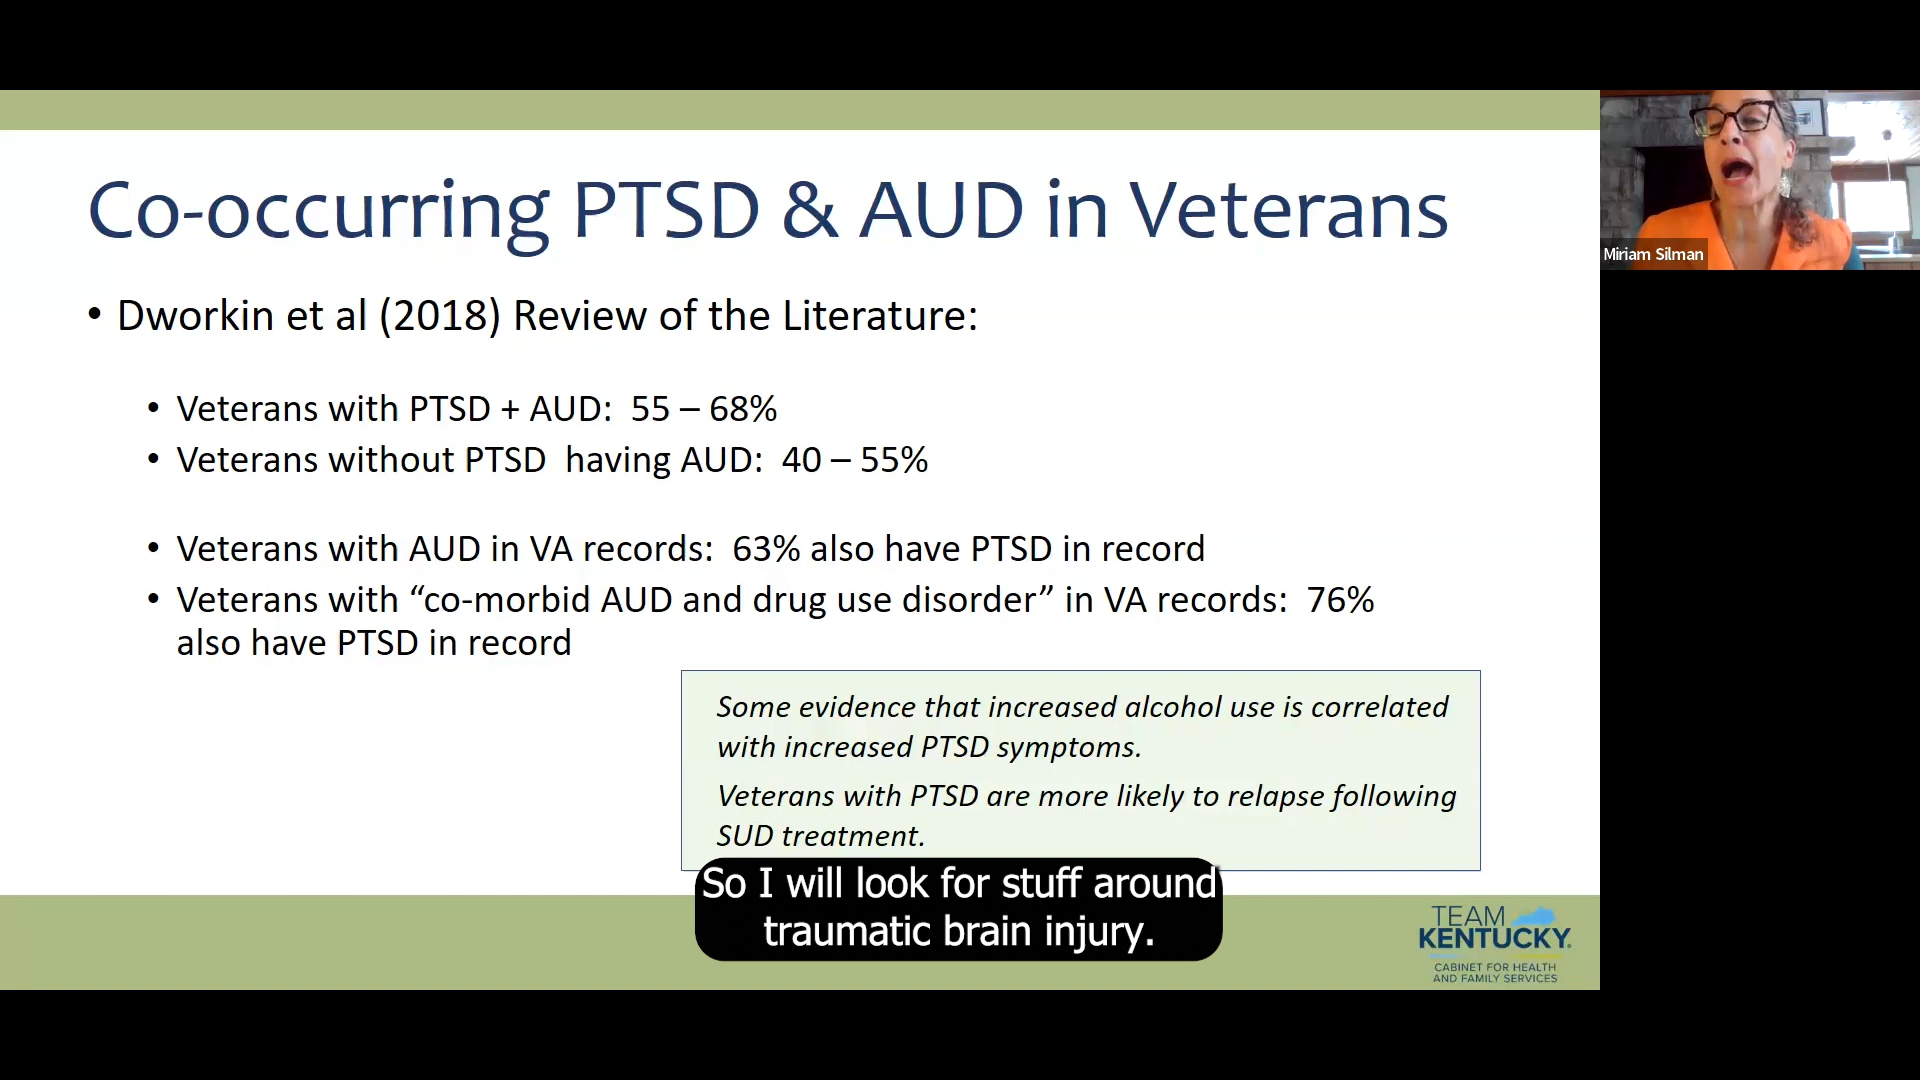 Co-occurring PTSD & AUD in Veterans
Miriam Silman
• Dworkin et al (2018) Review of the Literature:
• Veterans with PTSD + AUD: 55 – 68%
• Veterans without PTSD having AUD: 40 – 55%
• Veterans with AUD in VA records: 63% also have PTSD in record
• Veterans with “co-morbid AUD and drug use disorder” in VA records: 76%
also have PTSD in record
Some evidence that increased alcohol use is correlated
with increased PTSD symptoms.
Veterans with PTSD are more likely to relapse following
SUD treatment.
So I will look for stuff around
traumatic brain injury.
TEAM
KENTUCKY.
CABINET FOR HEALTH
AND FAMILY SERVICES